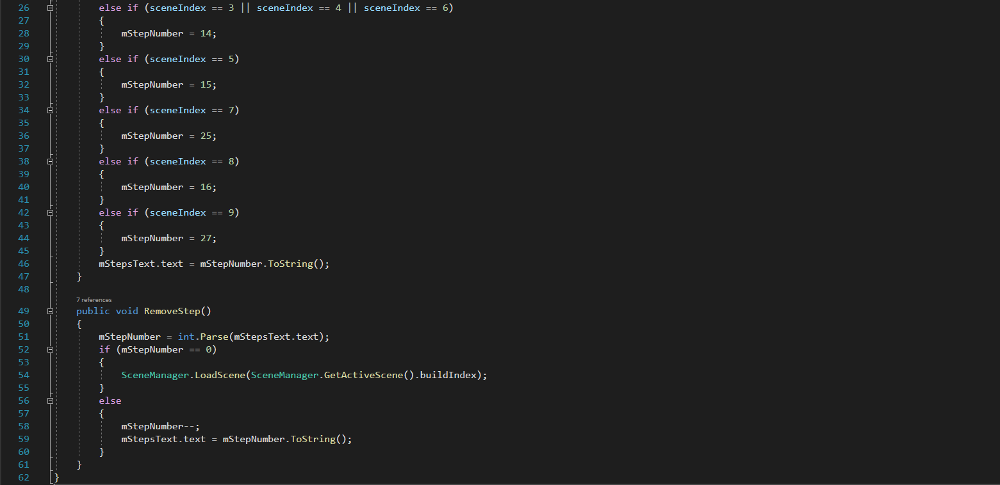 26 else if (sceneIndex == 3 || sceneIndex == 4 || sceneIndex == 6)
27 {
28 mStepNumber = 14;
29 }
30 else if (sceneIndex == 5)
31 {
32 mStepNumber = 15;
33 }
34 else if (sceneIndex == 7)
35 {
36 mStepNumber = 25;
37 }
38 else if (sceneIndex == 8)
39 {
40 mStepNumber = 16;
41 }
42 else if (sceneIndex == 9)
43 {
44 mStepNumber = 27;
45 }
46 mStepsText.text = mStepNumber.ToString();
47 }
48
7 references
49 public void RemoveStep()
50 {
51 mStepNumber = int.Parse(mStepsText.text);
52 if (mStepNumber == 0)
53 {
54 SceneManager.LoadScene(SceneManager.GetActiveScene().buildIndex);
55 }
56 else
57 {
58 mStepNumber--;
59 mStepsText.text = mStepNumber.ToString();
60 }
61 }
62 }